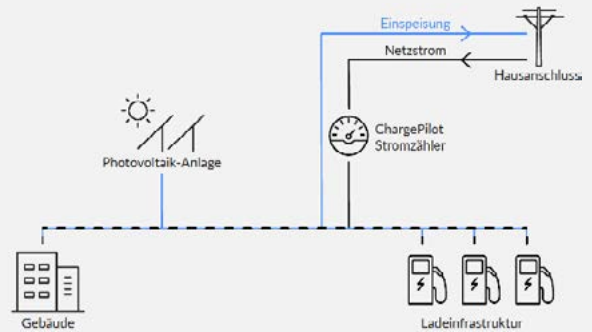 Einspeisung
Netzstrom
Hausanschluss
ChargePilot
Stromzähler
Photovoltaik-Anlage
Gebäude
Ladeinfrastruktur